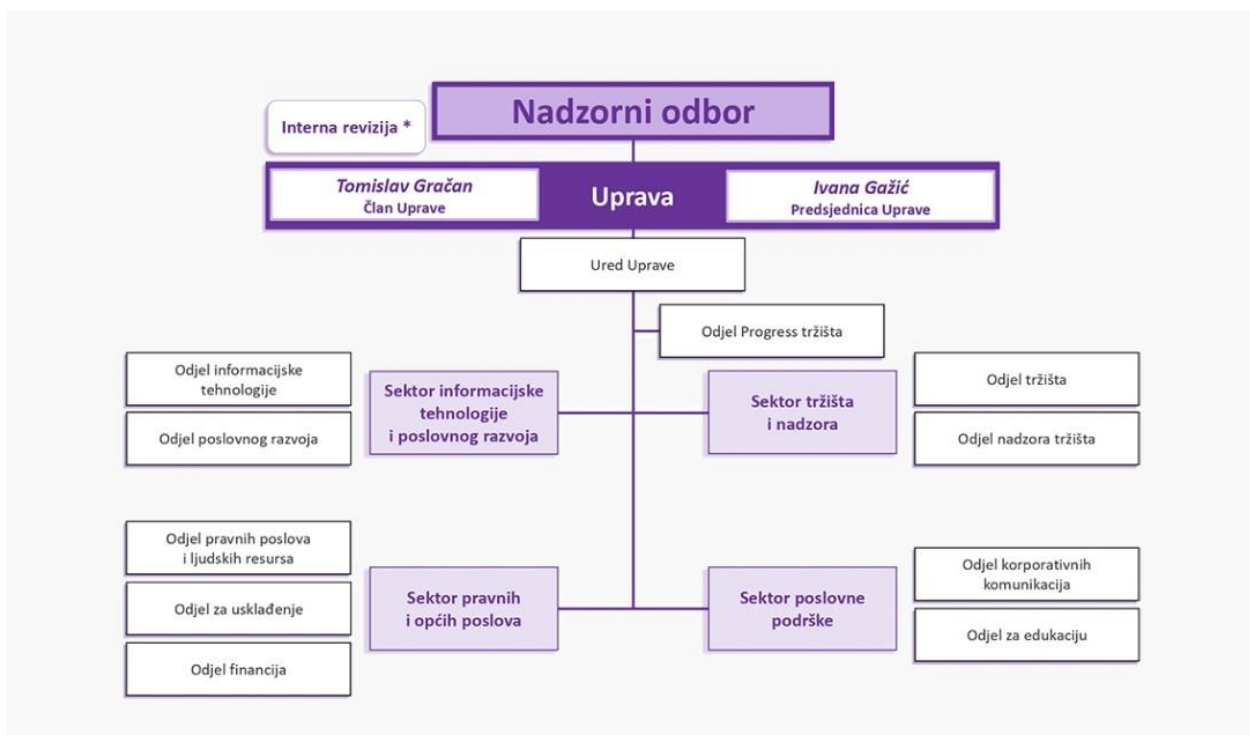 Nadzorni odbor
Interna revizija *
Tomislav Gračan
Član Uprave
Uprava
Ivana Gažić
Predsjednica Uprave
Ured Uprave
Odjel Progress tržišta
Odjel informacijske
tehnologije
Odjel poslovnog razvoja
Sektor informacijske
tehnologije
i poslovnog razvoja
Sektor tržišta
i nadzora
Odjel tržišta
Odjel nadzora tržišta
Odjel pravnih poslova
i ljudskih resursa
Odjel za usklađenje
Odjel financija
Sektor pravnih
i općih poslova
Sektor poslovne
podrške
Odjel korporativnih
komunikacija
Odjel za edukaciju